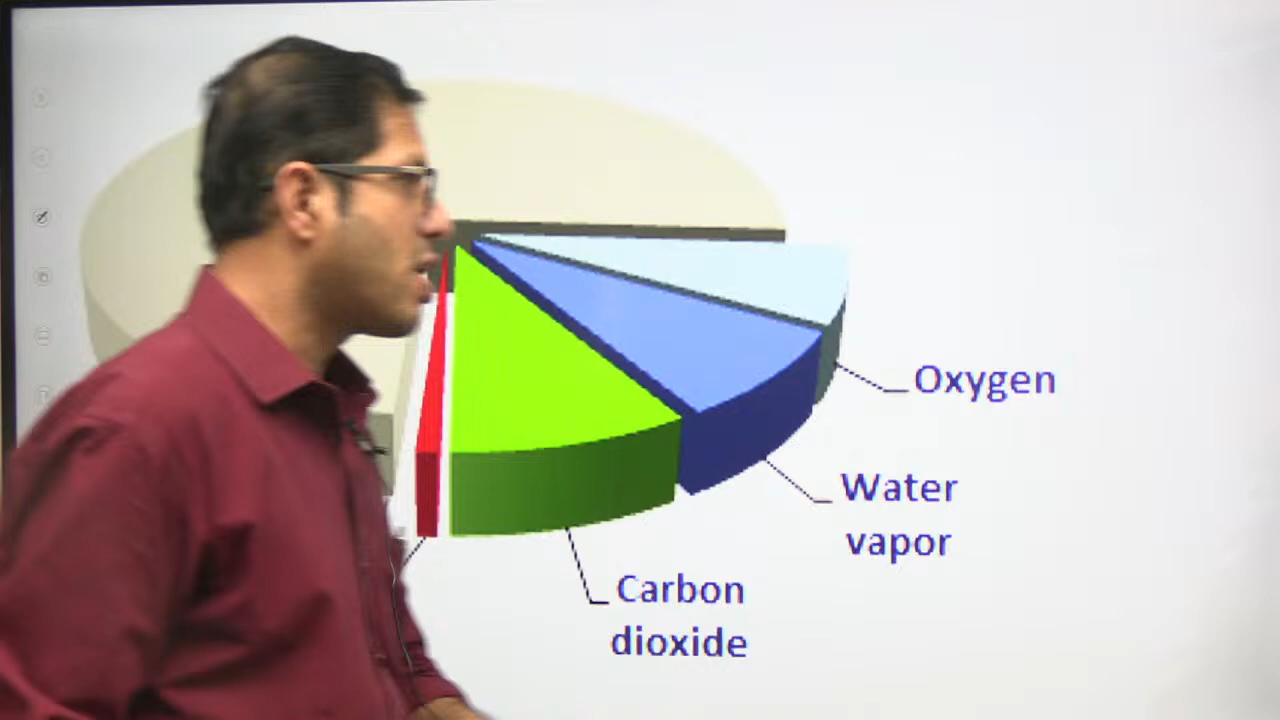 Oxygen
Water
vapor
Carbon
dioxide